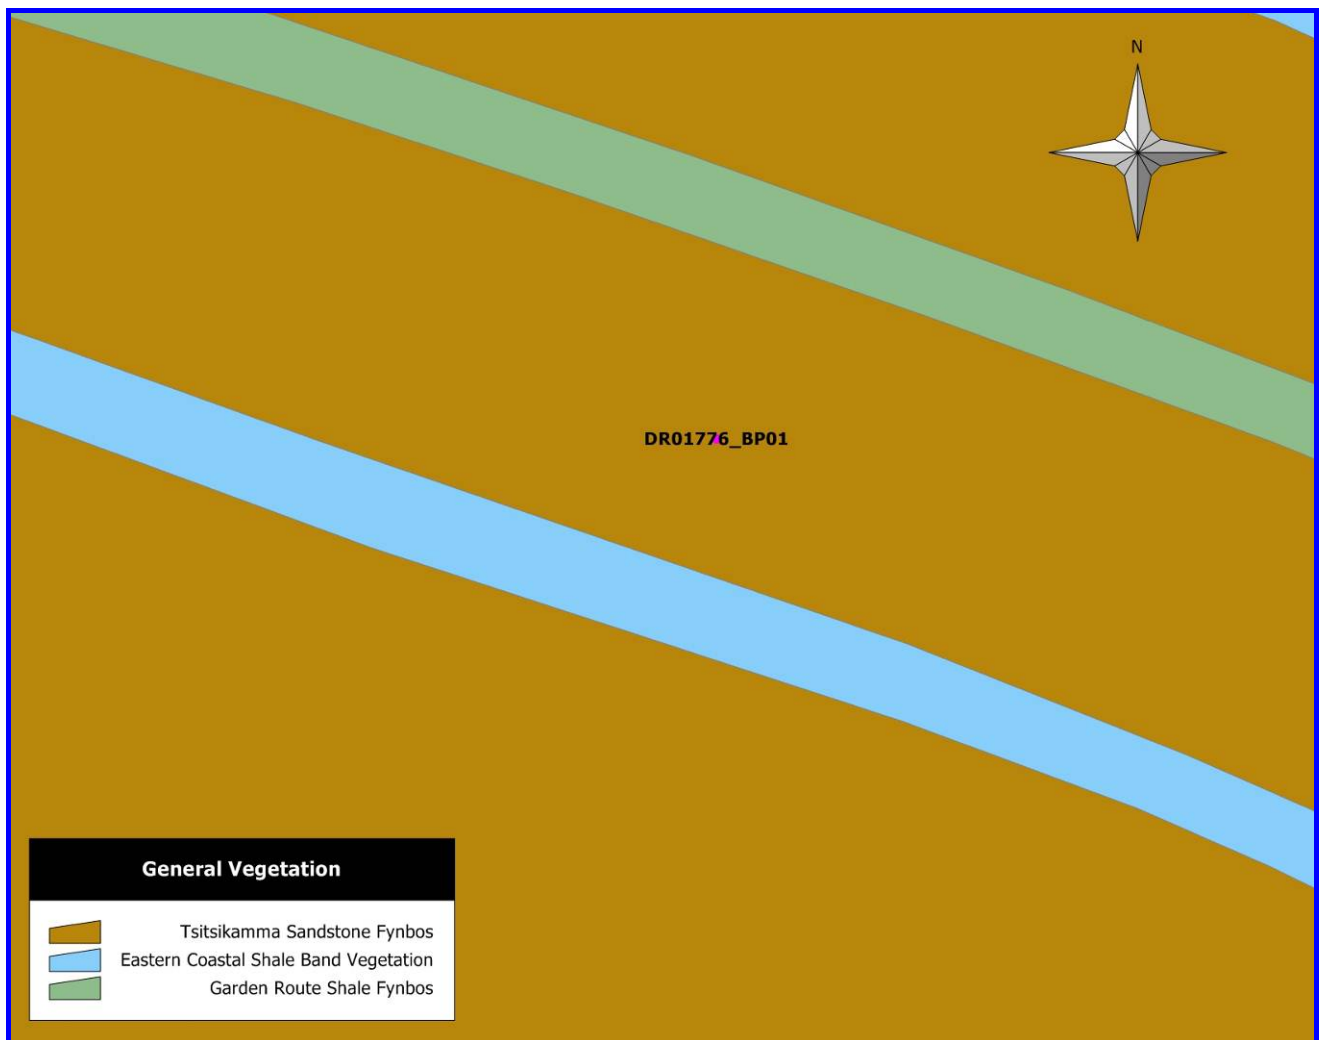 N
DR01776_BP01
General Vegetation
Tsitsikamma Sandstone Fynbos
Eastern Coastal Shale Band Vegetation
Garden Route Shale Fynbos